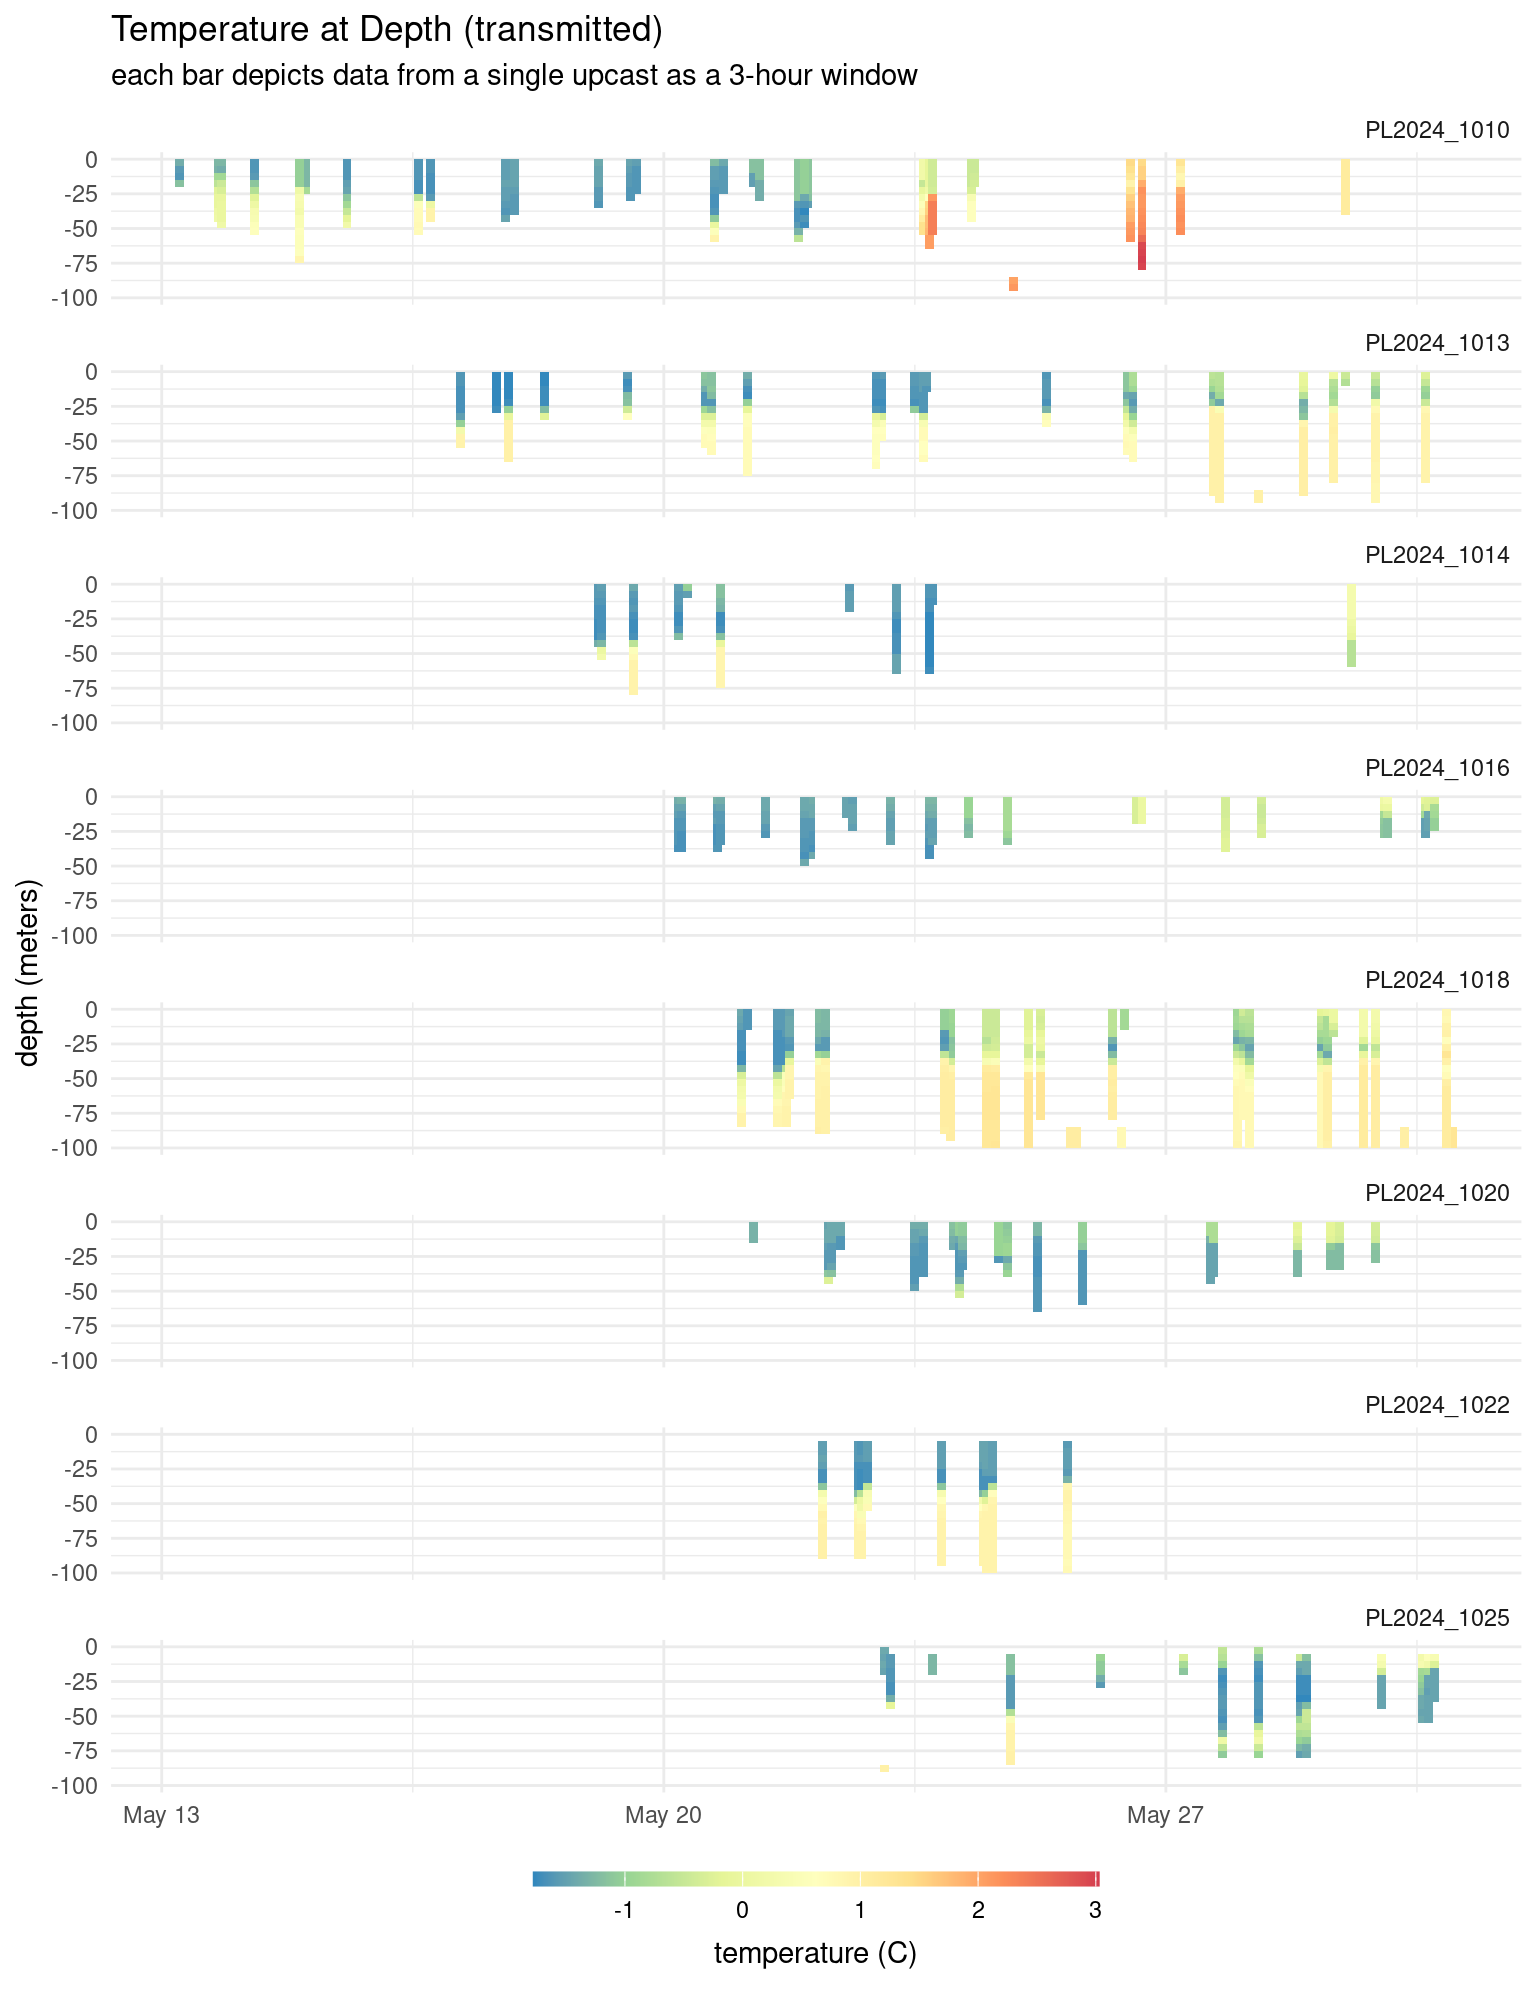 Temperature at Depth (transmitted)
each bar depicts data from a single upcast as a 3-hour window
PL2024_1010
0
-25
-50
-75
-100
PL2024_1013
0
-25
-50
-75
-100
PL2024_1014
0
-25
-50
-75
-100
PL2024_1016
0
-25
-50
-75
-100
PL2024_1018
0
-25
-50
-75
-100
PL2024_1020
0
-25
-50
-75
-100
PL2024_1022
0
-25
-50
-75
-100
PL2024_1025
0
-25
-50
-75
-100
depth (meters)
May 13 May 20 May 27
-1 0 1 2 3
temperature (C)